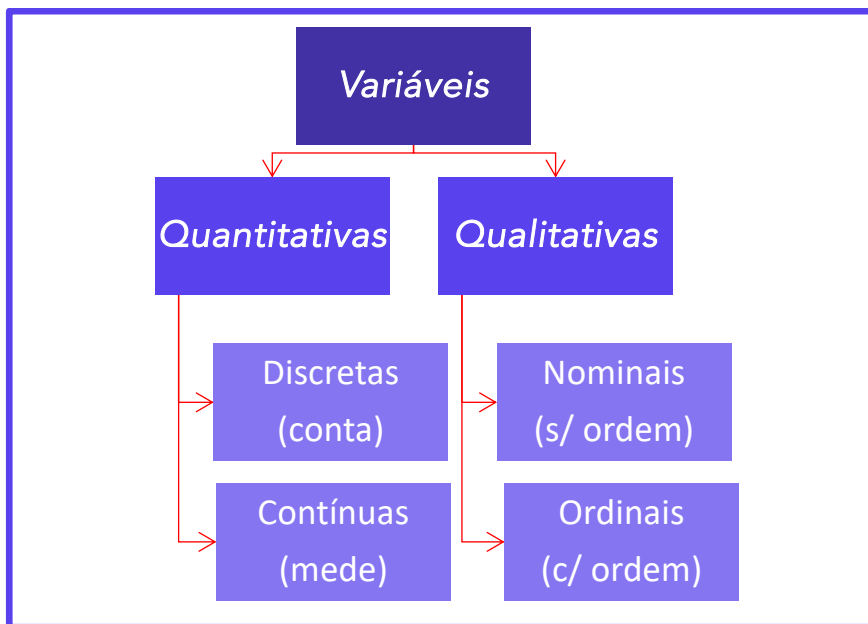 Variáveis
Quantitativas
Qualitativas
Discretas
(conta)
Nominais
(s/ ordem)
Contínuas
(mede)
Ordinais
(c/ ordem)